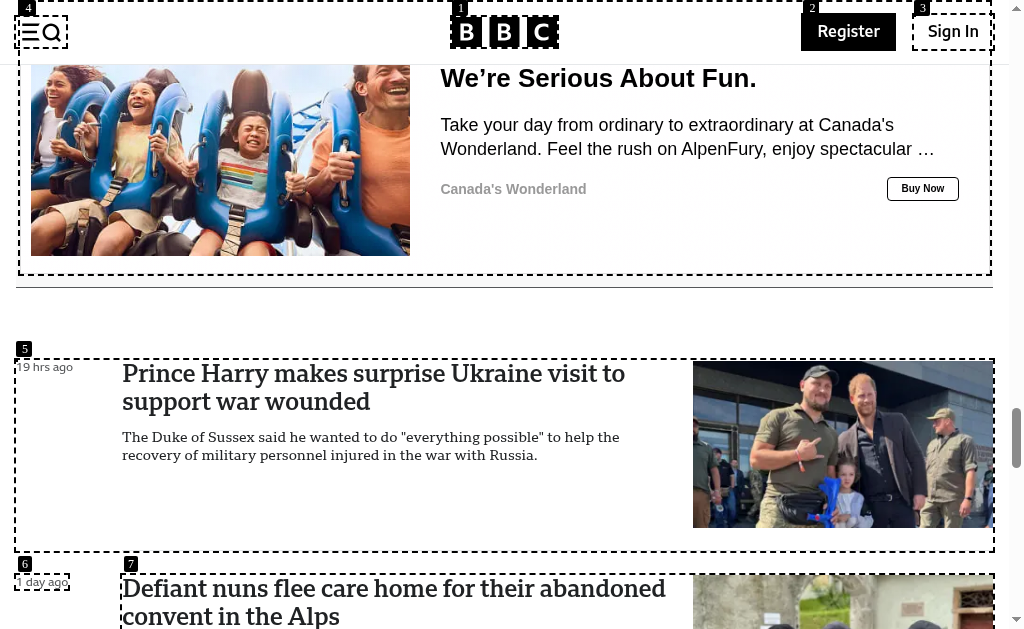 4
1
2
3
BBC
Register
Sign In
We’re Serious About Fun.
Take your day from ordinary to extraordinary at Canada's
Wonderland. Feel the rush on AlpenFury, enjoy spectacular …
Canada's Wonderland
Buy Now
5
19 hrs ago
Prince Harry makes surprise Ukraine visit to
support war wounded
The Duke of Sussex said he wanted to do "everything possible" to help the
recovery of military personnel injured in the war with Russia.
6
7
1 day ago
Defiant nuns flee care home for their abandoned
convent in the Alps